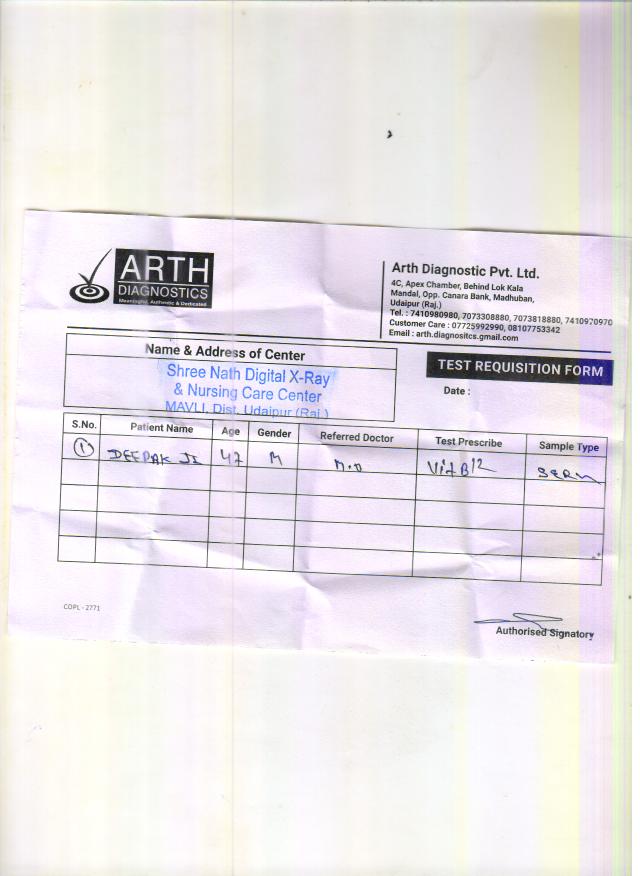 ARTH
DIAGNOSTICS
Meaningful, Authentic & Dedicated
Arth Diagnostic Pvt. Ltd.
4C, Apex Chamber, Behind Lok Kala
Mandal, Opp. Canara Bank, Madhuban,
Udaipur (Raj.)
Tel. : 7410980980, 7073308880, 7073818880, 7410970970
Customer Care : 07725992990, 08107753342
Email : arth.diagnositcs.gmail.com
Name & Address of Center
Shree Nath Digital X-Ray
& Nursing Care Center
MAVLI, Dist. Udaipur (Raj.)
TEST REQUISITION FORM
Date :
S.No. Patient Name Age Gender Referred Doctor Test Prescribe Sample Type
1 DEEPAK JI 47 M M.D Vit B12
COPL - 2771
Authorised Signatory